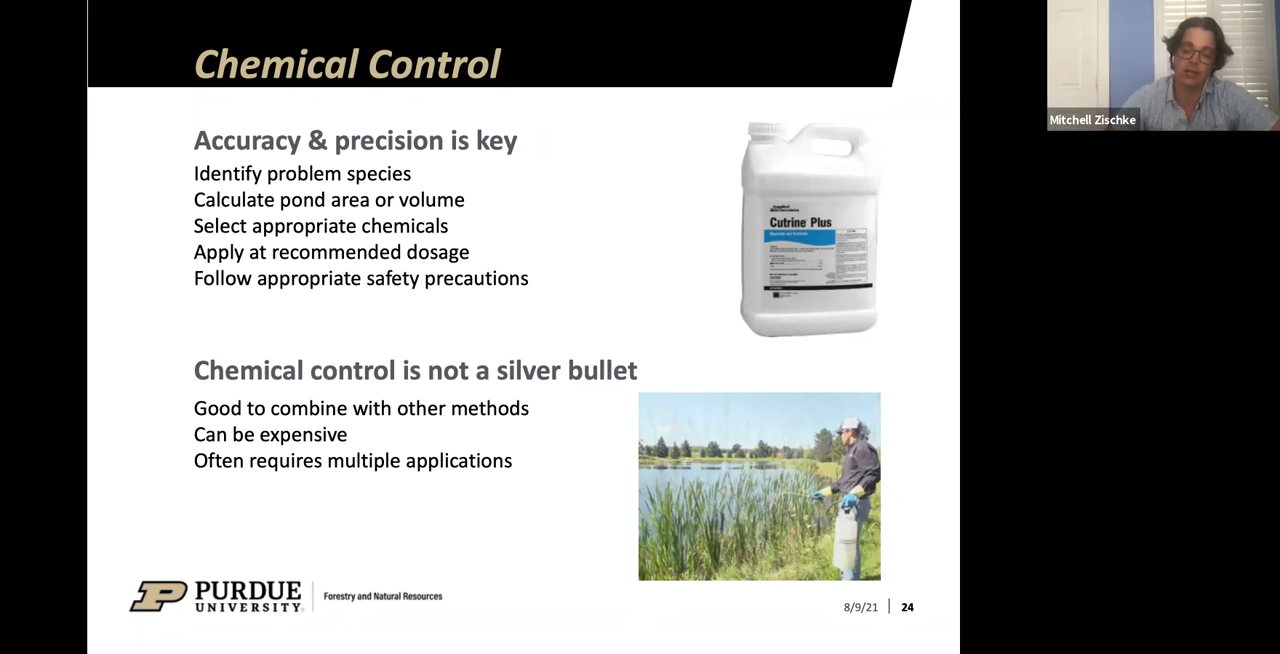 Chemical Control
Mitchell Zischke
Accuracy & precision is key
Identify problem species
Calculate pond area or volume
Select appropriate chemicals
Apply at recommended dosage
Follow appropriate safety precautions
Cutrine Plus
Chemical control is not a silver bullet
Good to combine with other methods
Can be expensive
Often requires multiple applications
PURDUE
UNIVERSITY
Forestry and Natural Resources
8/9/21
24